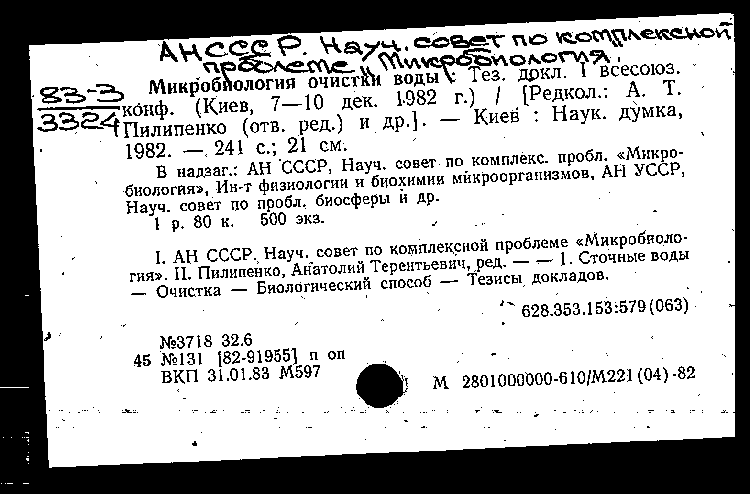 АН СССР. Науч. совет по комплексной
проблеме „Микробиология".
83-3
3324
Микробиология очистки воды : Тез. докл. I всесоюз.
конф. (Киев, 7—10 дек. 1982 г.) / [Редкол.: А. Т.
Пилипенко (отв. ред.) и др.]. — Киев : Наук. думка,
1982. — 241 с.; 21 см.
В надзаг.: АН СССР, Науч. совет по комплекс. пробл. «Микро-
биология», Ин-т физиологии и биохимии микроорганизмов, АН УССР,
Науч. совет по пробл. биосферы и др.
1 р. 80 к. 500 экз.
I. АН СССР. Науч. совет по комплексной проблеме «Микробиоло-
гия». II. Пилипенко, Анатолий Терентьевич, ред. — — 1. Сточные воды
— Очистка — Биологический способ — Тезисы докладов.
628.353.153:579(063)
№3718 32.6
45 №131 [82-91955] п оп
ВКП 31.01.83 М597
М 2801000000-610/М221(04)-82